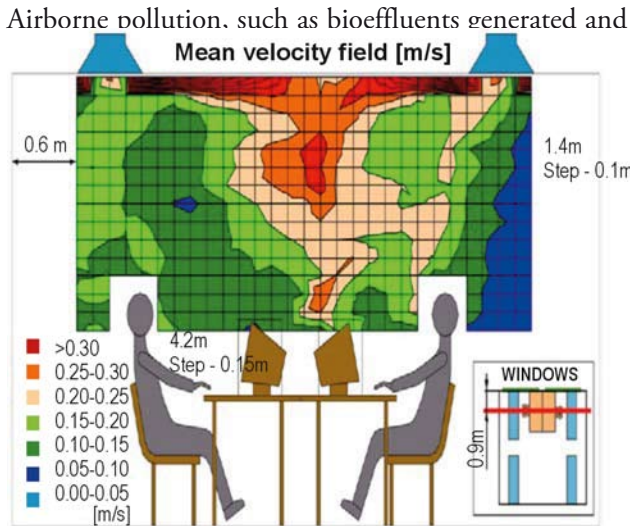 Airborne pollution, such as bioeffluents generated and
Mean velocity field [m/s]
0.6 m
1.4m
Step - 0.1m
4.2m
Step - 0.15m
>0.30
0.25-0.30
0.20-0.25
0.15-0.20
0.10-0.15
0.05-0.10
0.00-0.05
[m/s]
WINDOWS
0.9m